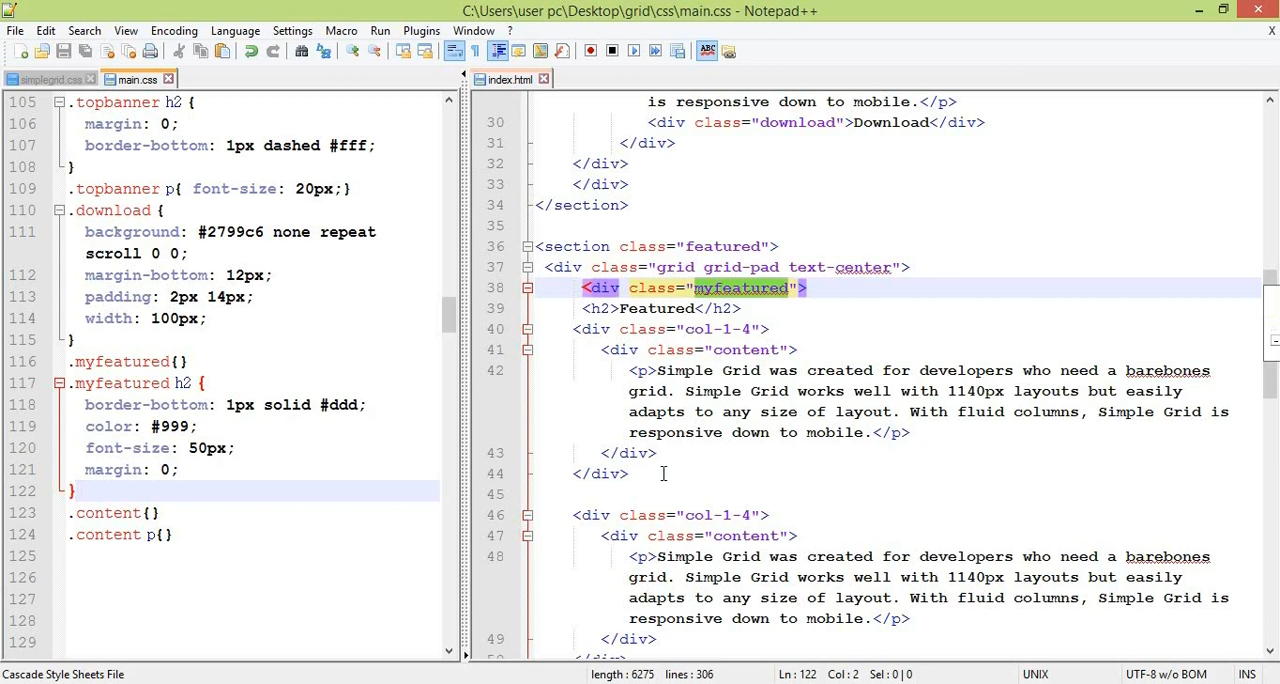 C:\Users\user pc\Desktop\grid\css\main.css - Notepad++
File Edit Search View Encoding Language Settings Macro Run Plugins Window ? X
simplegrid.css main.css index.html
105 .topbanner h2 {
106 margin: 0;
107 border-bottom: 1px dashed #fff;
108 }
109 .topbanner p{ font-size: 20px;}
110 .download {
111 background: #2799c6 none repeat
scroll 0 0;
112 margin-bottom: 12px;
113 padding: 2px 14px;
114 width: 100px;
115 }
116 .myfeatured{}
117 .myfeatured h2 {
118 border-bottom: 1px solid #ddd;
119 color: #999;
120 font-size: 50px;
121 margin: 0;
122 }
123 .content{}
124 .content p{}
125
126
127
128
129
is responsive down to mobile.</p>
30 <div class="download">Download</div>
31 </div>
32 </div>
33 </div>
34 </section>
35
36 <section class="featured">
37 <div class="grid grid-pad text-center">
38 <div class="myfeatured">
39 <h2>Featured</h2>
40 <div class="col-1-4">
41 <div class="content">
42 <p>Simple Grid was created for developers who need a barebones
grid. Simple Grid works well with 1140px layouts but easily
adapts to any size of layout. With fluid columns, Simple Grid is
responsive down to mobile.</p>
43 </div>
44 </div>
45
46 <div class="col-1-4">
47 <div class="content">
48 <p>Simple Grid was created for developers who need a barebones
grid. Simple Grid works well with 1140px layouts but easily
adapts to any size of layout. With fluid columns, Simple Grid is
responsive down to mobile.</p>
49 </div>
Cascade Style Sheets File length : 6275 lines : 306 Ln : 122 Col : 2 Sel : 0 | 0 UNIX UTF-8 w/o BOM INS